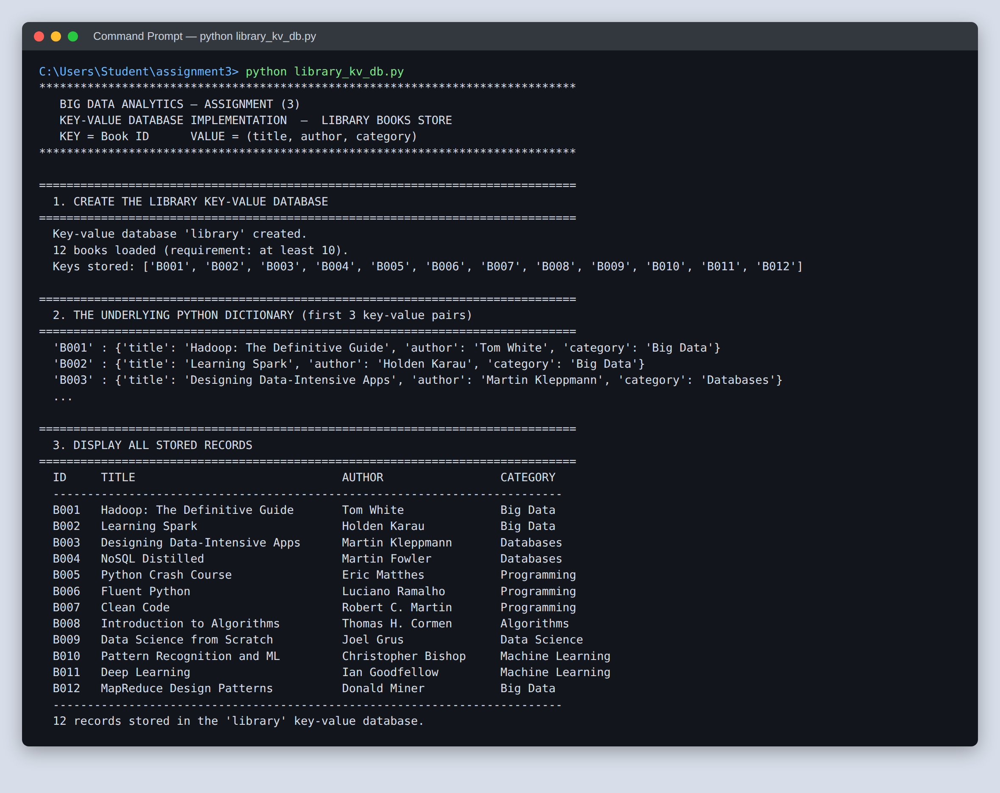 Command Prompt — python library_kv_db.py
C:\Users\Student\assignment3> python library_kv_db.py
******************************************************************************
   BIG DATA ANALYTICS — ASSIGNMENT (3)
   KEY-VALUE DATABASE IMPLEMENTATION  —  LIBRARY BOOKS STORE
   KEY = Book ID      VALUE = (title, author, category)
******************************************************************************
==============================================================================
  1. CREATE THE LIBRARY KEY-VALUE DATABASE
==============================================================================
  Key-value database 'library' created.
  12 books loaded (requirement: at least 10).
  Keys stored: ['B001', 'B002', 'B003', 'B004', 'B005', 'B006', 'B007', 'B008', 'B009', 'B010', 'B011', 'B012']
==============================================================================
  2. THE UNDERLYING PYTHON DICTIONARY (first 3 key-value pairs)
==============================================================================
  'B001' : {'title': 'Hadoop: The Definitive Guide', 'author': 'Tom White', 'category': 'Big Data'}
  'B002' : {'title': 'Learning Spark', 'author': 'Holden Karau', 'category': 'Big Data'}
  'B003' : {'title': 'Designing Data-Intensive Apps', 'author': 'Martin Kleppmann', 'category': 'Databases'}
  ...
==============================================================================
  3. DISPLAY ALL STORED RECORDS
==============================================================================
  ID     TITLE                              AUTHOR                 CATEGORY
  --------------------------------------------------------------------------
  B001   Hadoop: The Definitive Guide       Tom White              Big Data
  B002   Learning Spark                     Holden Karau           Big Data
  B003   Designing Data-Intensive Apps      Martin Kleppmann       Databases
  B004   NoSQL Distilled                    Martin Fowler          Databases
  B005   Python Crash Course                Eric Matthes           Programming
  B006   Fluent Python                      Luciano Ramalho        Programming
  B007   Clean Code                         Robert C. Martin       Programming
  B008   Introduction to Algorithms         Thomas H. Cormen       Algorithms
  B009   Data Science from Scratch          Joel Grus              Data Science
  B010   Pattern Recognition and ML         Christopher Bishop     Machine Learning
  B011   Deep Learning                      Ian Goodfellow         Machine Learning
  B012   MapReduce Design Patterns          Donald Miner           Big Data
  --------------------------------------------------------------------------
  12 records stored in the 'library' key-value database.